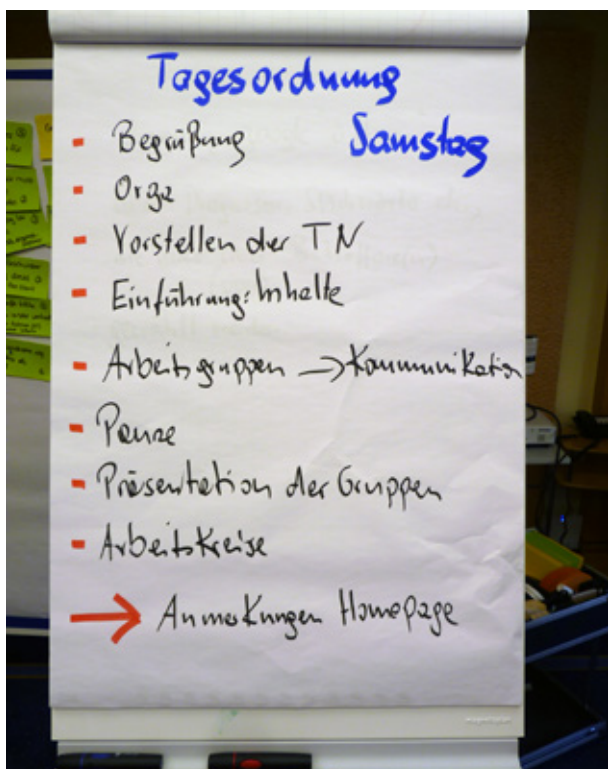 Tagesordnung
Samstag
- Begrüßung
- Orga
- Vorstellen der TN
- Einführung: Inhalte
- Arbeitsgruppen → Kommunikation
- Pause
- Präsentation der Gruppen
- Arbeitskreise
→ Anmerkungen Homepage